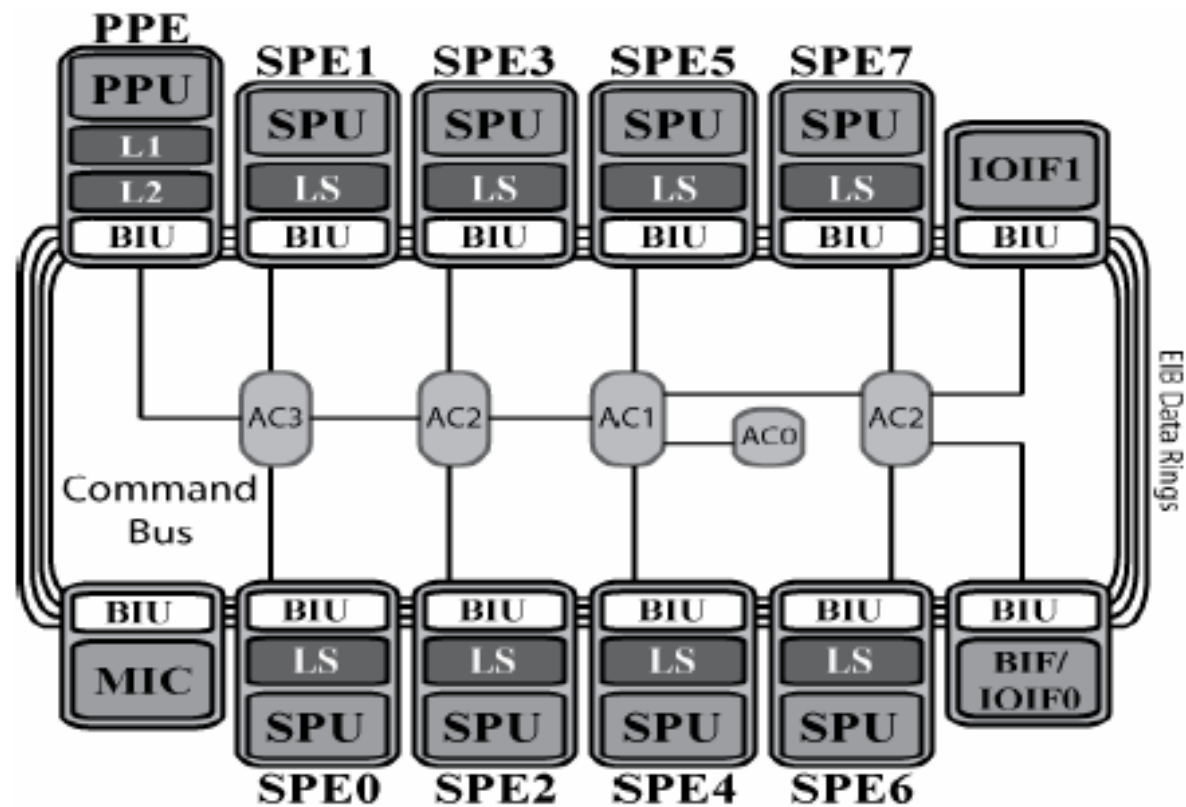 PPE
SPE1 SPE3 SPE5 SPE7
PPU
SPU SPU SPU SPU
L1
IOIF1
L2
LS LS LS LS
BIU BIU BIU BIU BIU BIU
AC3 AC2 AC1 AC0 AC2
EIB Data Rings
Command
Bus
BIU BIU BIU BIU BIU BIU
LS LS LS LS
MIC
BIF/
IOIF0
SPU SPU SPU SPU
SPE0 SPE2 SPE4 SPE6